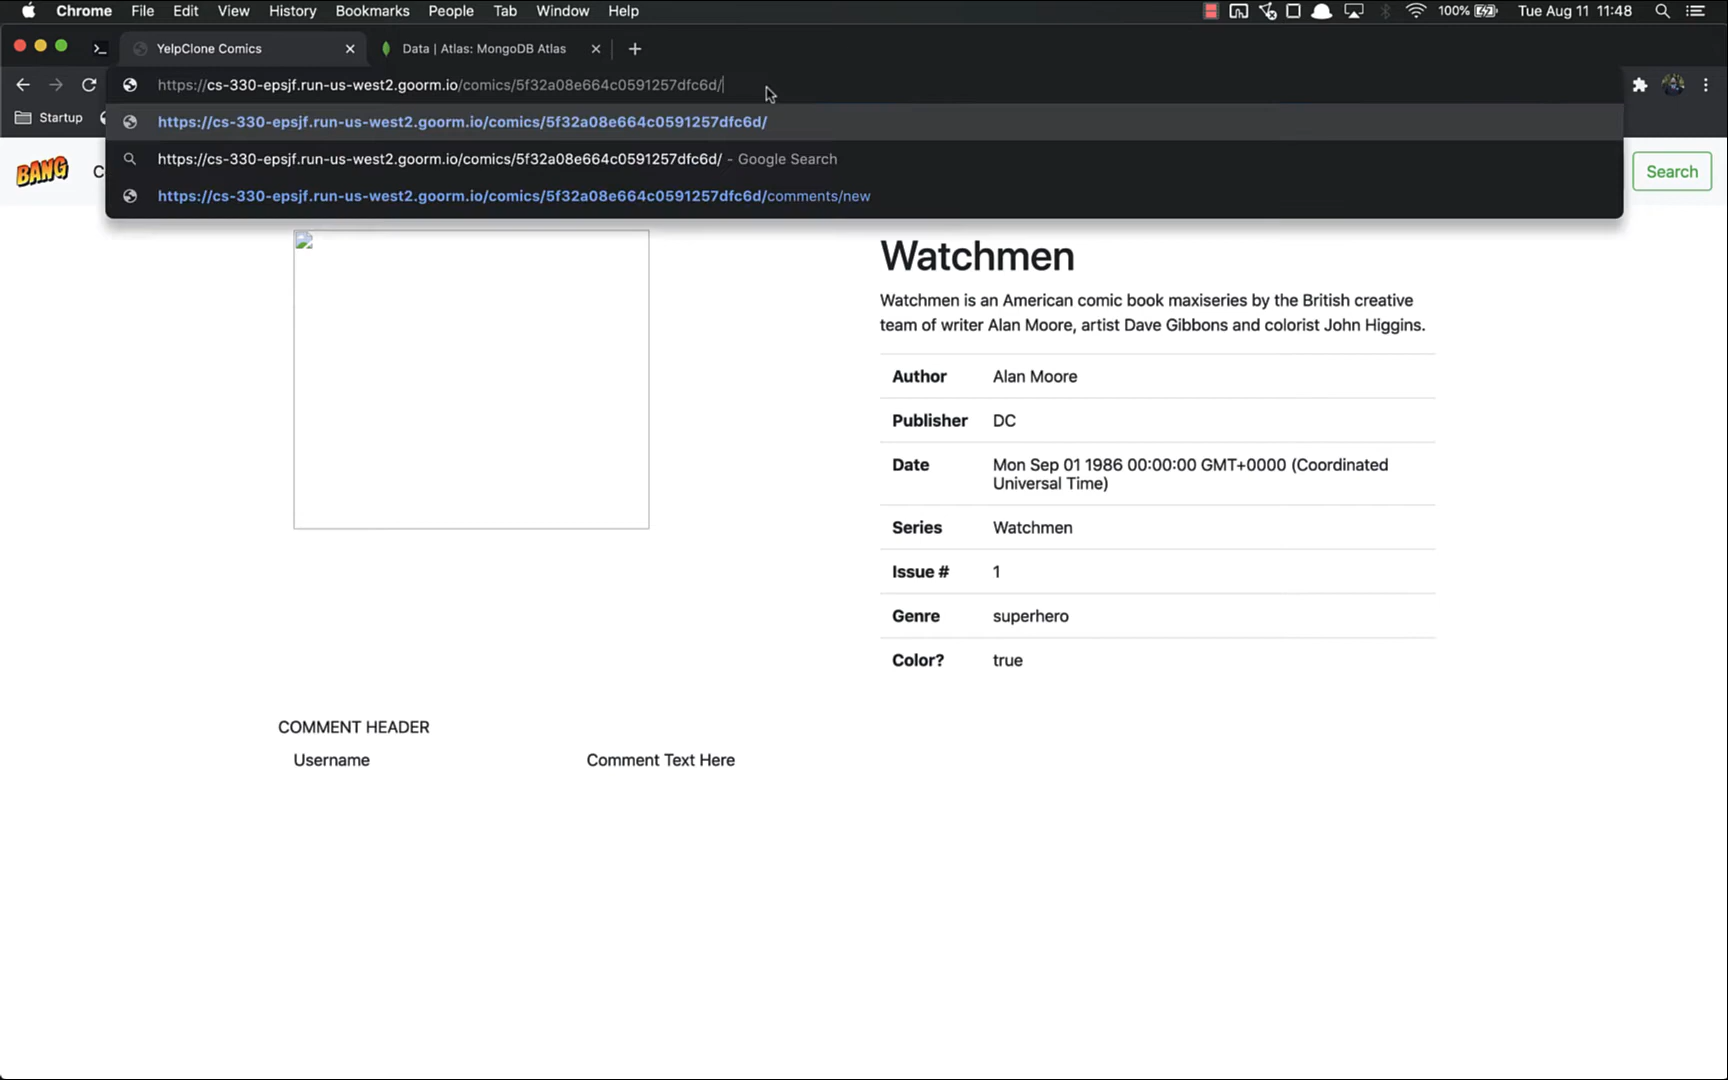 Chrome File Edit View History Bookmarks People Tab Window Help 100% Tue Aug 11 11:48
YelpClone Comics Data | Atlas: MongoDB Atlas
https://cs-330-epsjf.run-us-west2.goorm.io/comics/5f32a08e664c0591257dfc6d/
Startup
https://cs-330-epsjf.run-us-west2.goorm.io/comics/5f32a08e664c0591257dfc6d/
https://cs-330-epsjf.run-us-west2.goorm.io/comics/5f32a08e664c0591257dfc6d/ - Google Search
https://cs-330-epsjf.run-us-west2.goorm.io/comics/5f32a08e664c0591257dfc6d/comments/new
BANG C Search
Watchmen
Watchmen is an American comic book maxiseries by the British creative
team of writer Alan Moore, artist Dave Gibbons and colorist John Higgins.
Author Alan Moore
Publisher DC
Date Mon Sep 01 1986 00:00:00 GMT+0000 (Coordinated
Universal Time)
Series Watchmen
Issue # 1
Genre superhero
Color? true
COMMENT HEADER
Username Comment Text Here